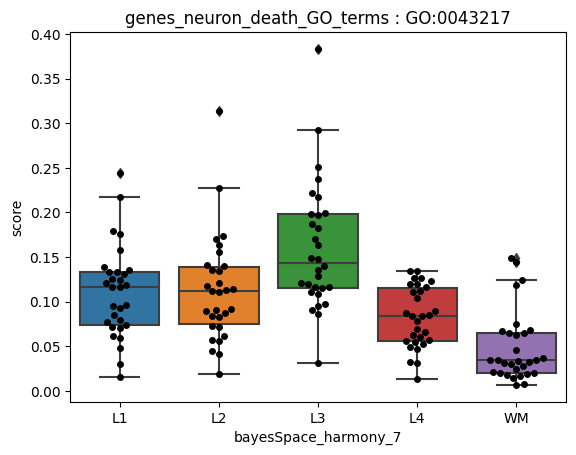 genes_neuron_death_GO_terms : GO:0043217
0.40
0.35
0.30
0.25
0.20
0.15
0.10
0.05
0.00
score
L1 L2 L3 L4 WM
bayesSpace_harmony_7